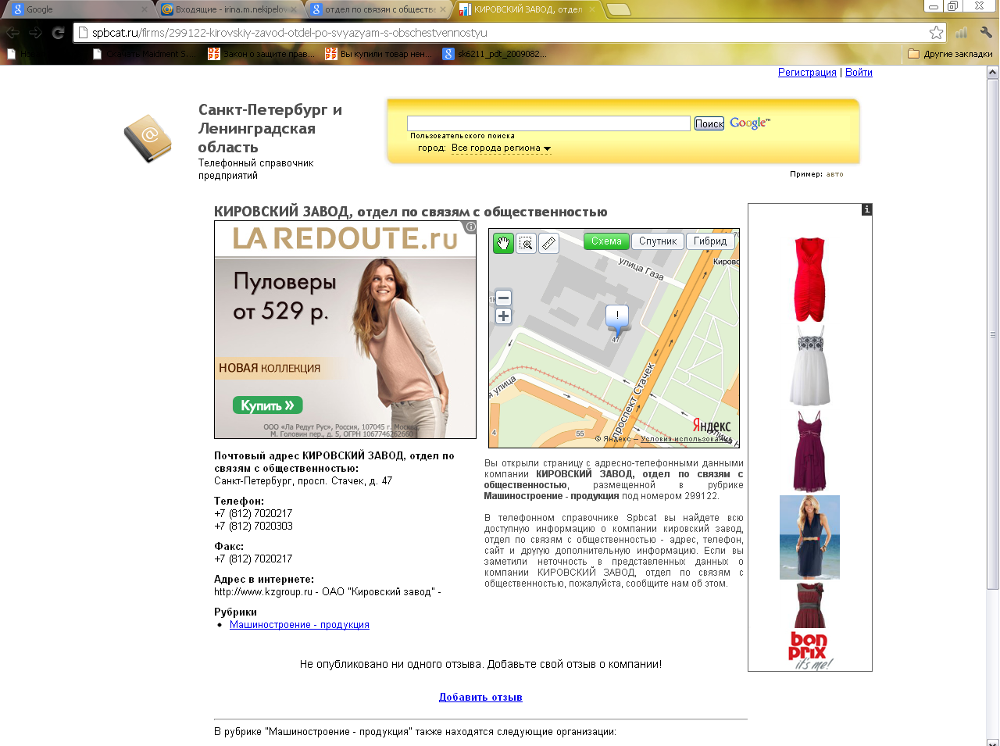 Google
Входящие - irina.m.nekipelov
отдел по связям с обществе
КИРОВСКИЙ ЗАВОД, отдел
spbcat.ru/firms/299122-kirovskiy-zavod-otdel-po-svyazyam-s-obschestvennostyu
Скачать Maidment S....
Закон о защите прав...
Вы купили товар нен...
sk6211_pdt_2009082...
Другие закладки
Регистрация | Войти
Санкт-Петербург и
Ленинградская
область
Телефонный справочник
предприятий
Поиск
Google™
Пользовательского поиска
город: Все города региона
Пример: авто
КИРОВСКИЙ ЗАВОД, отдел по связям с общественностью
LA REDOUTE.ru
Пуловеры
от 529 р.
НОВАЯ КОЛЛЕКЦИЯ
Купить »
ООО «Ла Редут Рус», Россия, 107045 г. Москва,
М. Головин пер., д. 5, ОГРН 1067746262660
Схема
Спутник
Гибрид
улица Газа
Кировс
!
47
я улица
проспект Стачек
4
55
Яндекс
© Яндекс — Условия использования
Почтовый адрес КИРОВСКИЙ ЗАВОД, отдел по
связям с общественностью:
Санкт-Петербург, просп. Стачек, д. 47
Телефон:
+7 (812) 7020217
+7 (812) 7020303
Факс:
+7 (812) 7020217
Адрес в интернете:
http://www.kzgroup.ru - ОАО "Кировский завод" -
Рубрики
Машиностроение - продукция
Вы открыли страницу с адресно-телефонными данными
компании КИРОВСКИЙ ЗАВОД, отдел по связям с
общественностью, размещенной в рубрике
Машиностроение - продукция под номером 299122.
В телефонном справочнике Spbcat вы найдете всю
доступную информацию о компании кировский завод,
отдел по связям с общественностью - адрес, телефон,
сайт и другую дополнительную информацию. Если вы
заметили неточность в представленных данных о
компании КИРОВСКИЙ ЗАВОД, отдел по связям с
общественностью, пожалуйста, сообщите нам об этом.
bon
prix
it's me!
Не опубликовано ни одного отзыва. Добавьте свой отзыв о компании!
Добавить отзыв
В рубрике "Машиностроение - продукция" также находятся следующие организации: